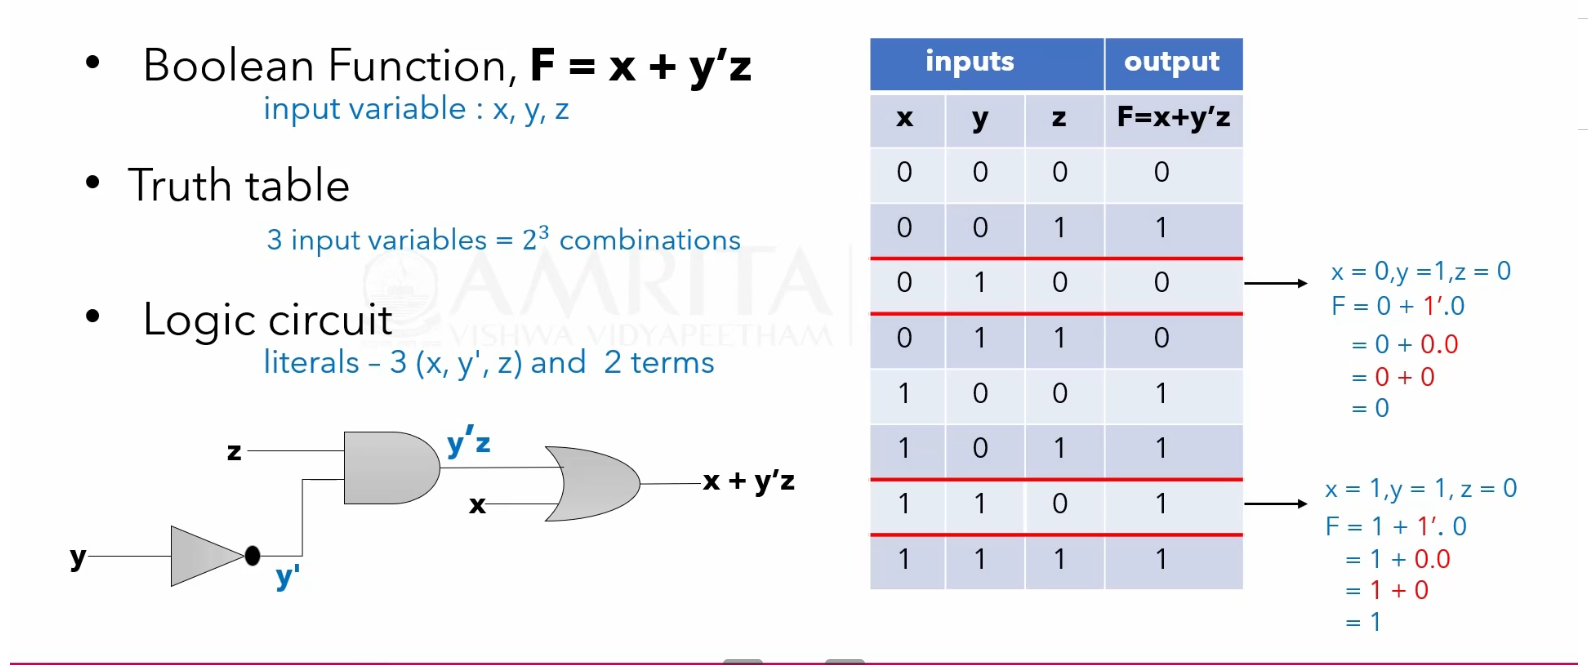 • Boolean Function, F = x + y′z
input variable : x, y, z
• Truth table
3 input variables = 2³ combinations
• Logic circuit
literals – 3 (x, y', z) and 2 terms
z
y′z
x
x + y′z
y
y'
AMRITA
VISHWA VIDYAPEETHAM
inputs output
x y z F=x+y′z
0 0 0 0
0 0 1 1
0 1 0 0
0 1 1 0
1 0 0 1
1 0 1 1
1 1 0 1
1 1 1 1
x = 0,y =1,z = 0
F = 0 + 1′.0
= 0 + 0.0
= 0 + 0
= 0
x = 1,y = 1, z = 0
F = 1 + 1′. 0
= 1 + 0.0
= 1 + 0
= 1